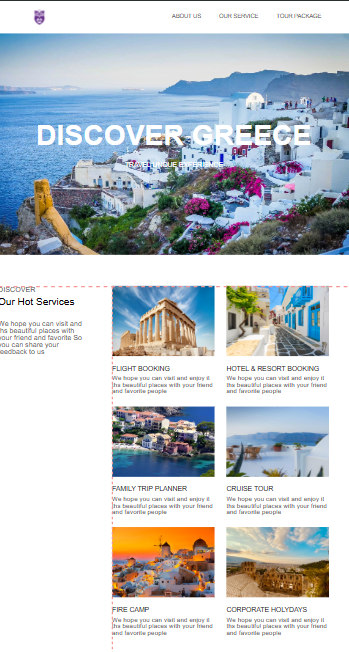 ABOUT US
OUR SERVICE
TOUR PACKAGE
DISCOVER GREECE
TRAVEL UNIQUE EXPERIENCE
DISCOVER
Our Hot Services
We hope you can visit and
ths beautiful places with
your friend and favorite So
you can share your
feedback to us
FLIGHT BOOKING
We hope you can visit and enjoy it
ths beautiful places with your friend
and favorite people
HOTEL & RESORT BOOKING
We hope you can visit and enjoy it
ths beautiful places with your friend
and favorite people
FAMILY TRIP PLANNER
We hope you can visit and enjoy it
ths beautiful places with your friend
and favorite people
CRUISE TOUR
We hope you can visit and enjoy it
ths beautiful places with your friend
and favorite people
FIRE CAMP
We hope you can visit and enjoy it
ths beautiful places with your friend
and favorite people
CORPORATE HOLYDAYS
We hope you can visit and enjoy it
ths beautiful places with your friend
and favorite people